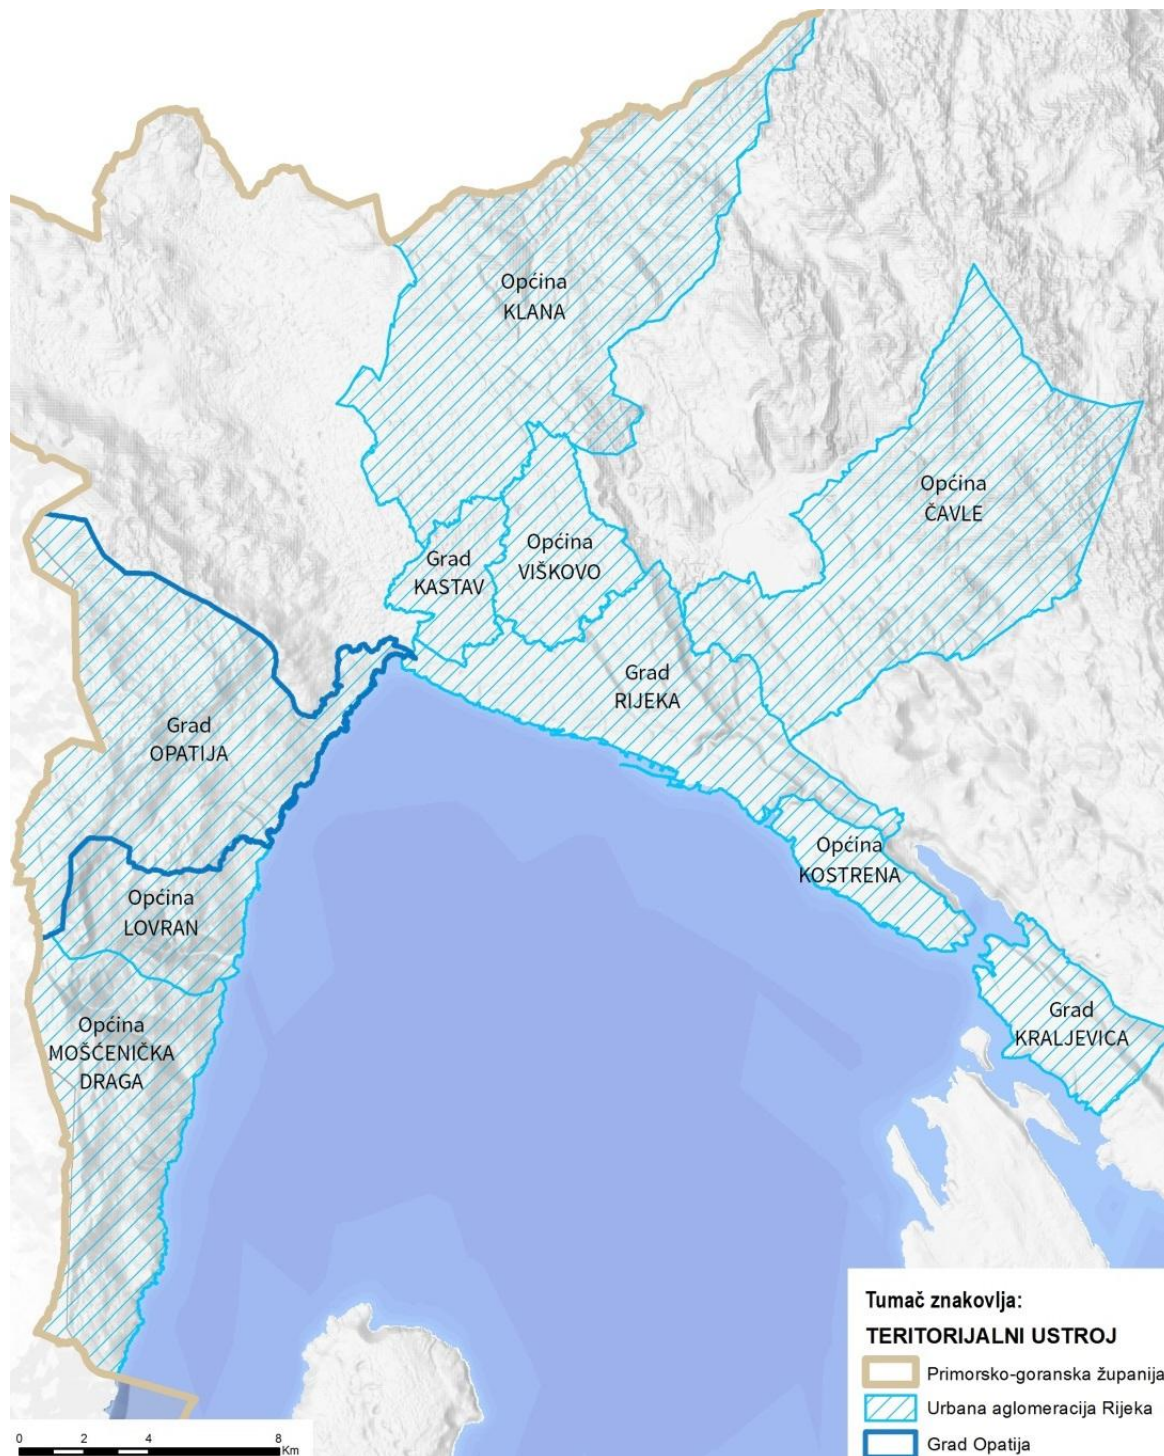 Općina
KLANA
Općina
ČAVLE
Općina
VIŠKOVO
Grad
KASTAV
Grad
RIJEKA
Grad
OPATIJA
Općina
KOSTRENA
Općina
LOVRAN
Grad
KRALJEVICA
Općina
MOŠĆENIČKA
DRAGA
Tumač znakovlja:
TERITORIJALNI USTROJ
Primorsko-goranska županija
Urbana aglomeracija Rijeka
Grad Opatija
0 2 4 8
Km